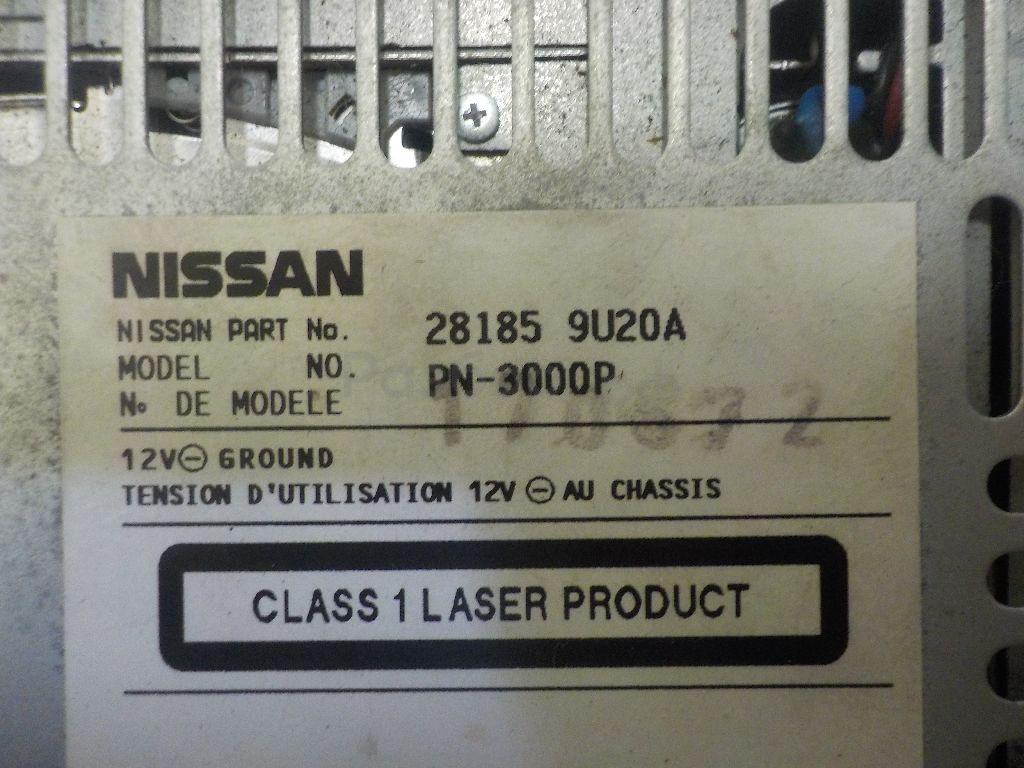 NISSAN
NISSAN PART No. 28185 9U20A
MODEL NO. PN-3000P
No DE MODELE
12V⊖ GROUND
TENSION D'UTILISATION 12V ⊖ AU CHASSIS
CLASS 1 LASER PRODUCT